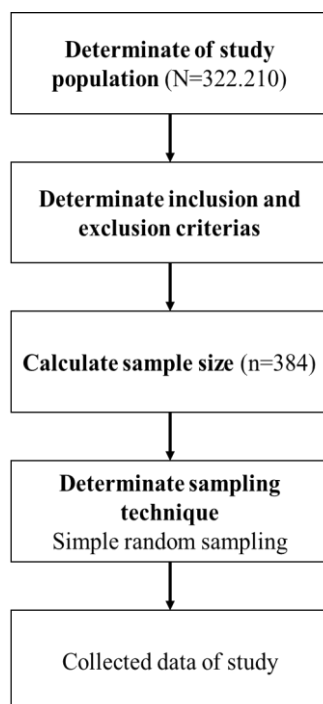 Determinate of study
population (N=322.210)
Determinate inclusion and
exclusion criterias
Calculate sample size (n=384)
Determinate sampling
technique
Simple random sampling
Collected data of study